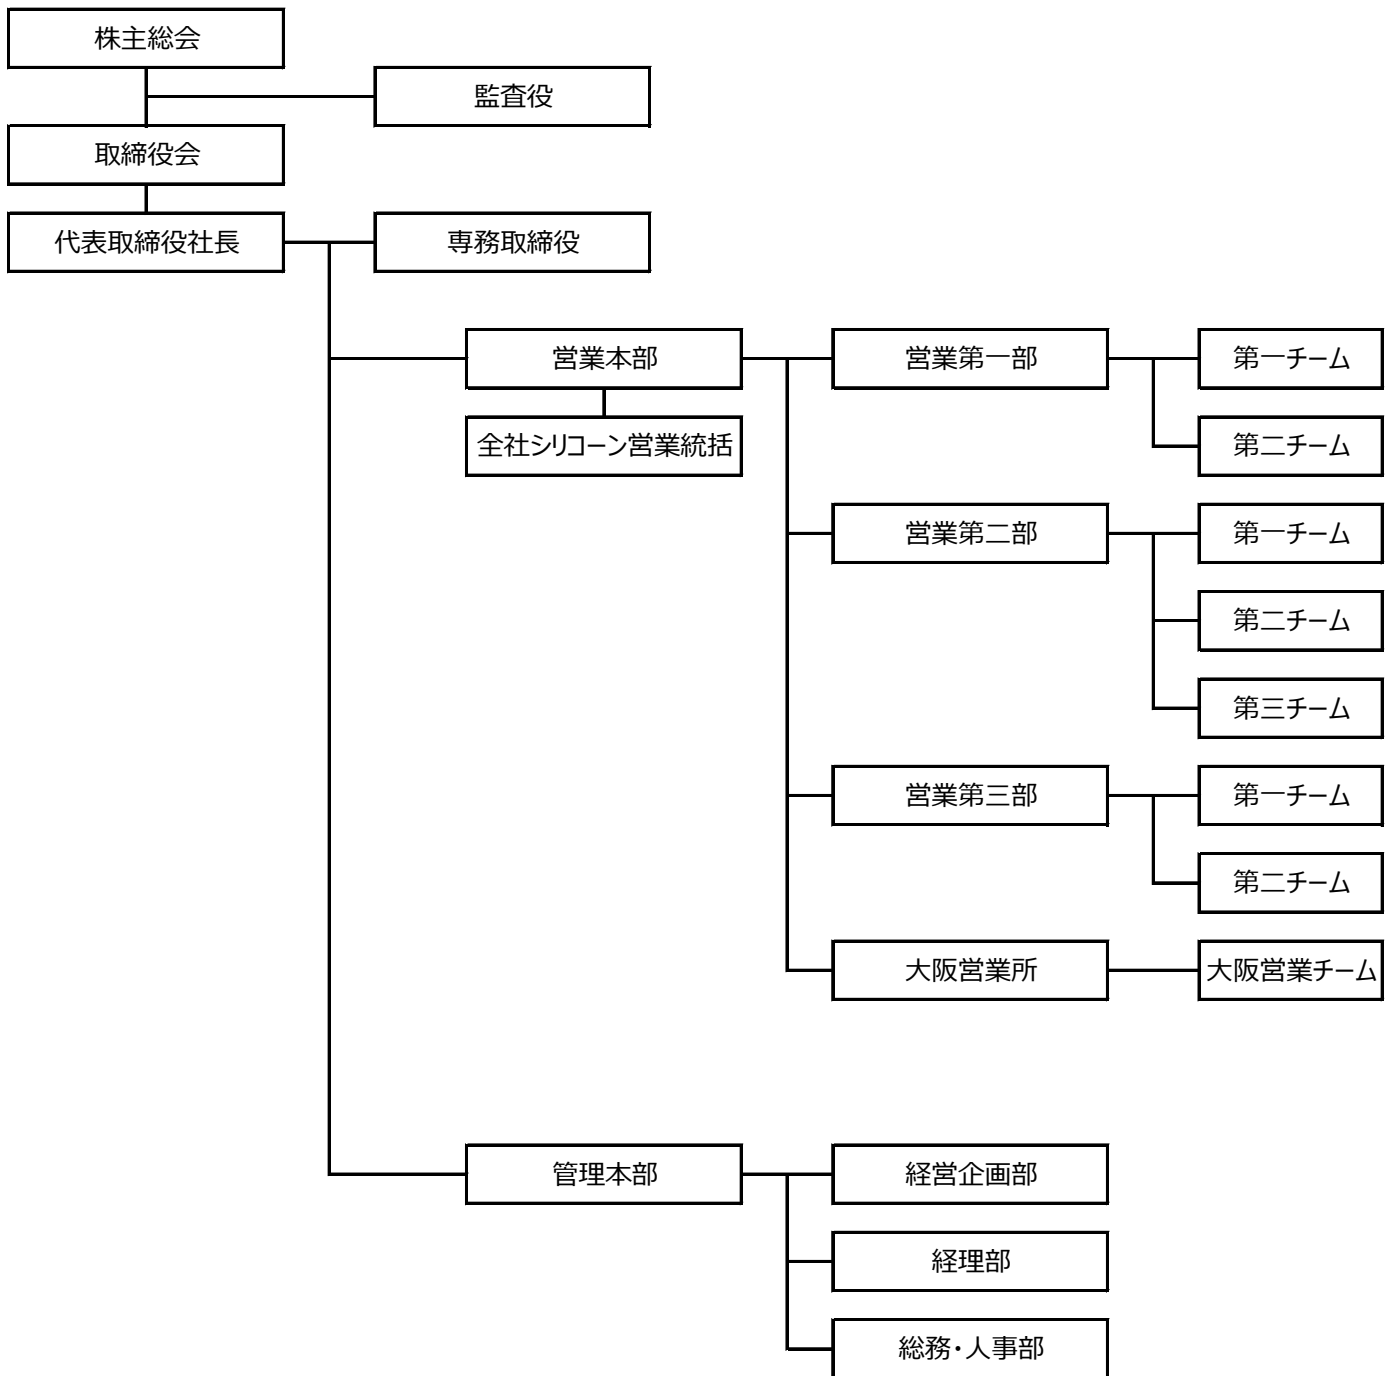 株主総会
監査役
取締役会
代表取締役社長
専務取締役
営業本部
営業第一部
第一チーム
全社シリコーン営業統括
第二チーム
営業第二部
第一チーム
第二チーム
第三チーム
営業第三部
第一チーム
第二チーム
大阪営業所
大阪営業チーム
管理本部
経営企画部
経理部
総務・人事部